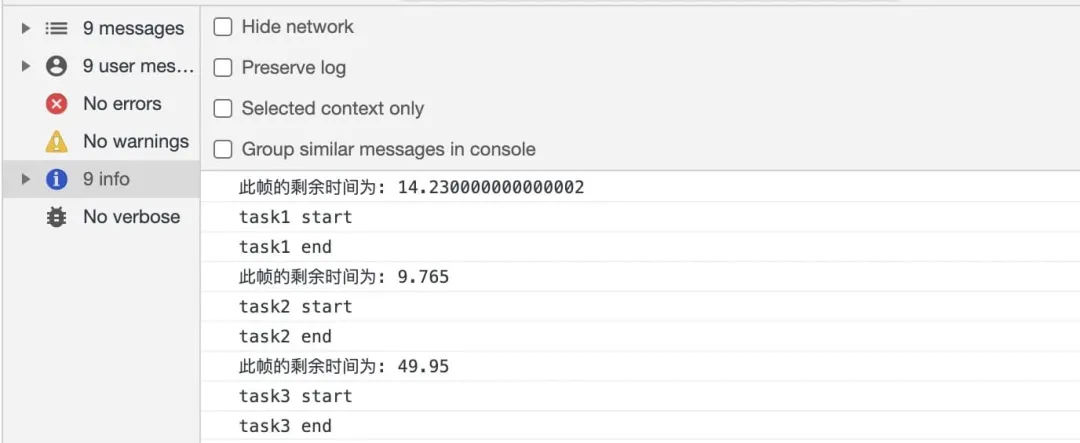 9 messages
9 user mes...
No errors
No warnings
9 info
No verbose
Hide network
Preserve log
Selected context only
Group similar messages in console
此帧的剩余时间为: 14.230000000000002
task1 start
task1 end
此帧的剩余时间为: 9.765
task2 start
task2 end
此帧的剩余时间为: 49.95
task3 start
task3 end